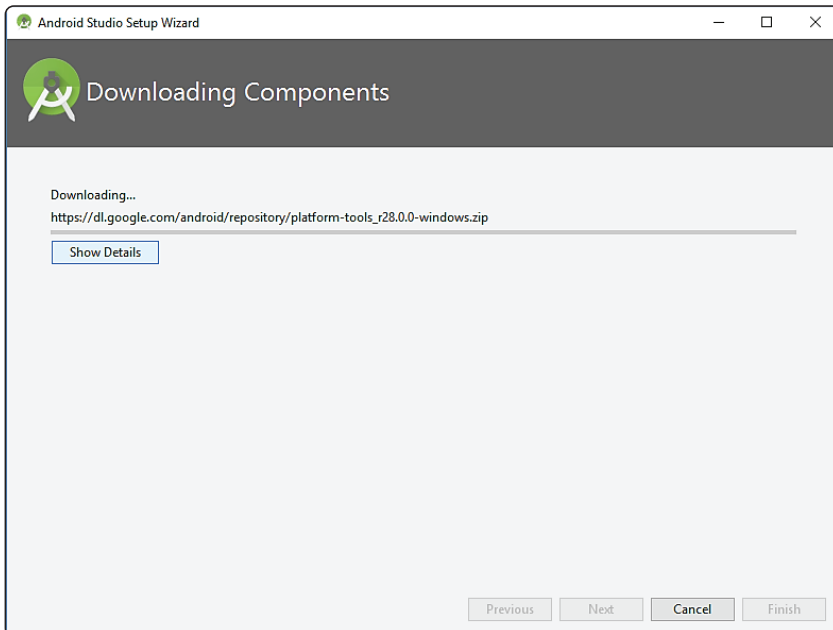 Android Studio Setup Wizard
Downloading Components
Downloading...
https://dl.google.com/android/repository/platform-tools_r28.0.0-windows.zip
Show Details
Previous Next Cancel Finish